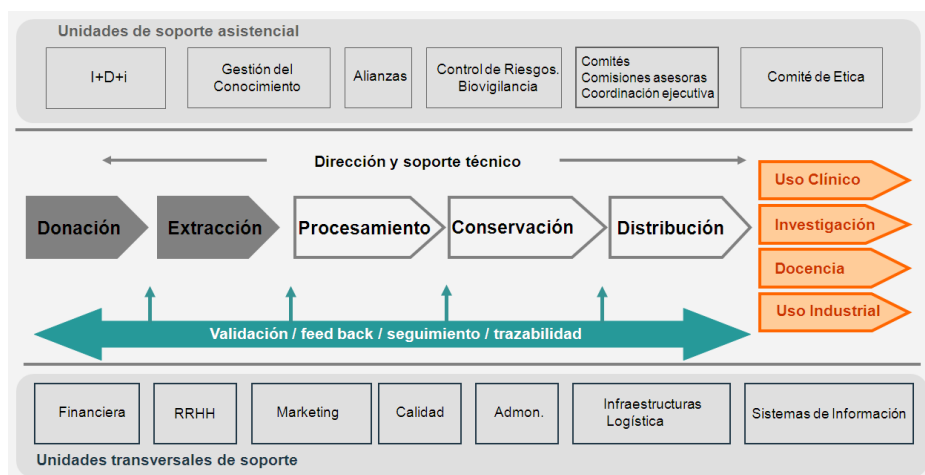 Unidades de soporte asistencial
I+D+i
Gestión del
Conocimiento
Alianzas
Control de Riesgos.
Biovigilancia
Comités
Comisiones asesoras
Coordinación ejecutiva
Comité de Etica
Dirección y soporte técnico
Donación
Extracción
Procesamiento
Conservación
Distribución
Uso Clínico
Investigación
Docencia
Uso Industrial
Validación / feed back / seguimiento / trazabilidad
Financiera
RRHH
Marketing
Calidad
Admon.
Infraestructuras
Logística
Sistemas de Información
Unidades transversales de soporte